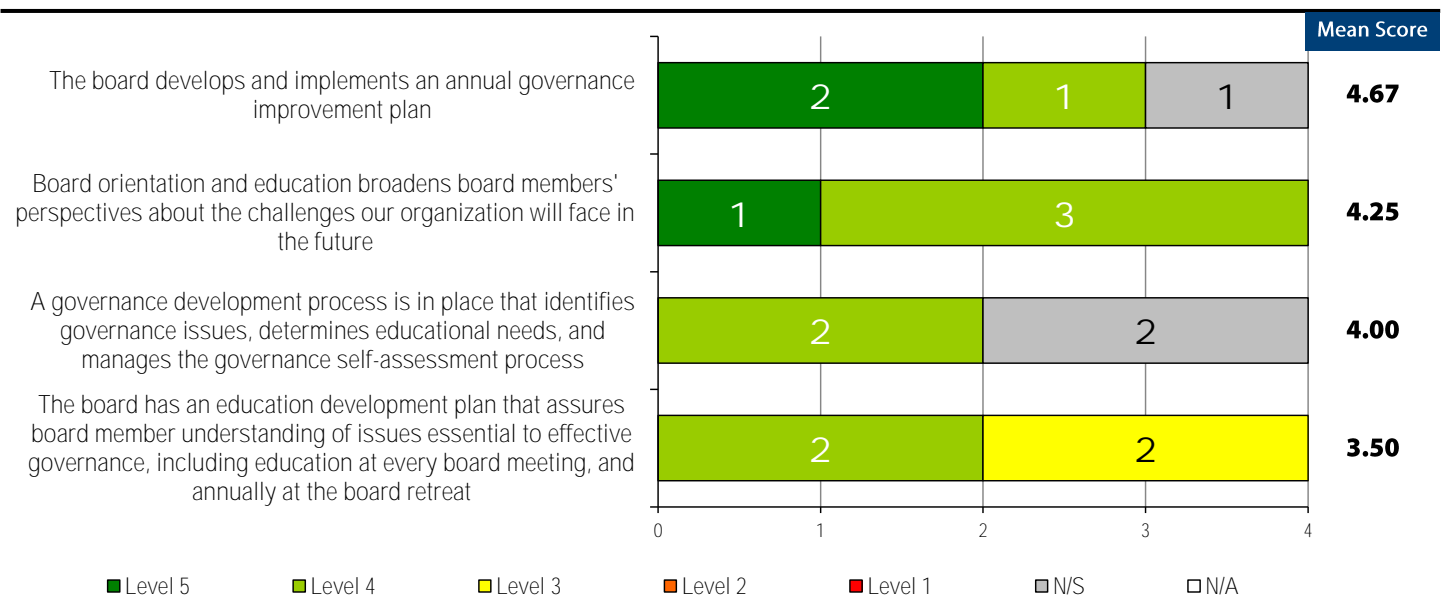 Mean Score
The board develops and implements an annual governance
improvement plan
2
1
1
4.67
Board orientation and education broadens board members'
perspectives about the challenges our organization will face in
the future
1
3
4.25
A governance development process is in place that identifies
governance issues, determines educational needs, and
manages the governance self-assessment process
2
2
4.00
The board has an education development plan that assures
board member understanding of issues essential to effective
governance, including education at every board meeting, and
annually at the board retreat
2
2
3.50
0 1 2 3 4
Level 5 Level 4 Level 3 Level 2 Level 1 N/S N/A